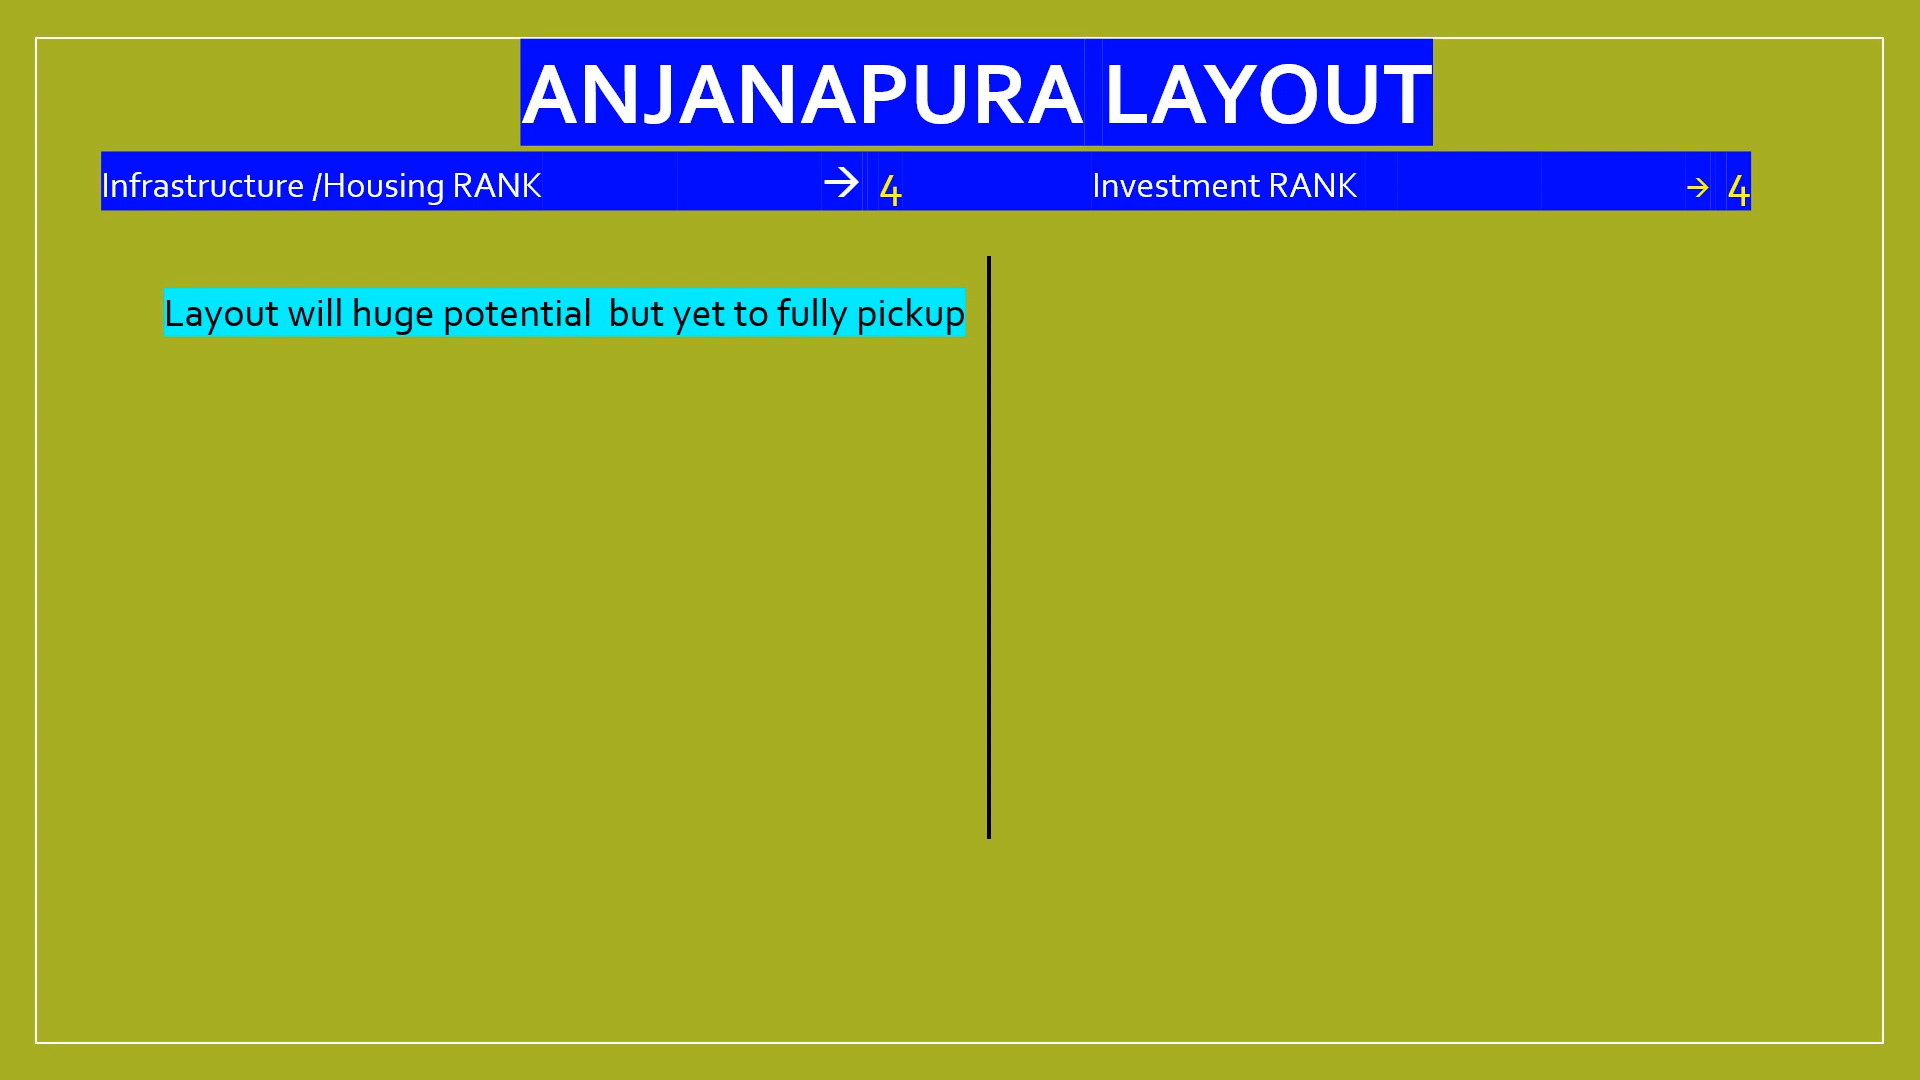 ANJANAPURA LAYOUT
Infrastructure /Housing RANK → 4 Investment RANK → 4
Layout will huge potential  but yet to fully pickup